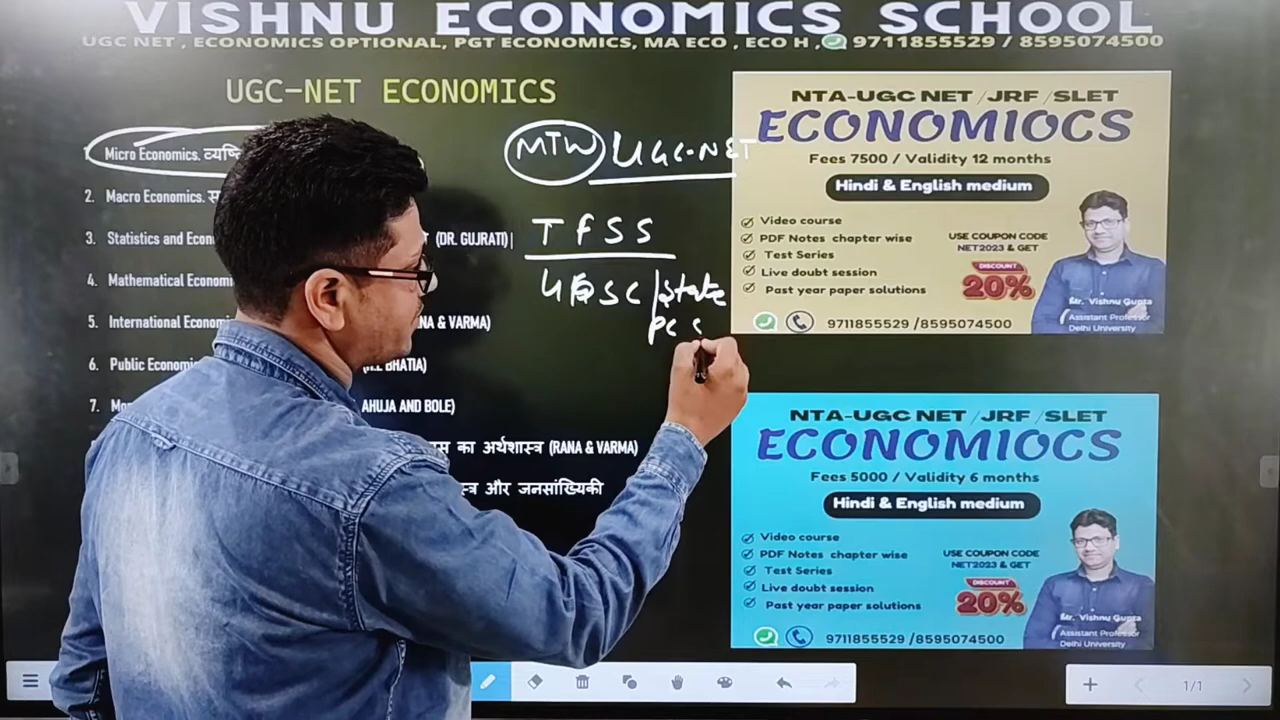 VISHNU ECONOMICS SCHOOL
UGC NET , ECONOMICS OPTIONAL, PGT ECONOMICS, MA ECO , ECO H , 9711855529 / 8595074500
UGC-NET ECONOMICS
Micro Economics.
2. Macro Economics.
3. Statistics and (DR. GUJRATI)|
4. Mathematical
5. International & VARMA)
6. Public BHATIA)
7. AHUJA AND BOLE)
का अर्थशास्त्र (RANA & VARMA)
और जनसांख्यिकी
MTW UGC-NET
T F S S
UPSC / State
PCS
NTA-UGC NET /JRF /SLET
ECONOMIOCS
Fees 7500 / Validity 12 months
Hindi & English medium
Video course
PDF Notes chapter wise
Test Series
Live doubt session
Past year paper solutions
USE COUPON CODE
NET2023 & GET
DISCOUNT
20%
Mr. Vishnu Gupta
Assistant Professor
Delhi University
9711855529 /8595074500
NTA-UGC NET /JRF /SLET
ECONOMIOCS
Fees 5000 / Validity 6 months
Hindi & English medium
Video course
PDF Notes chapter wise
Test Series
Live doubt session
Past year paper solutions
USE COUPON CODE
NET2023 & GET
DISCOUNT
20%
Mr. Vishnu Gupta
Assistant Professor
Delhi University
9711855529 /8595074500
1/1